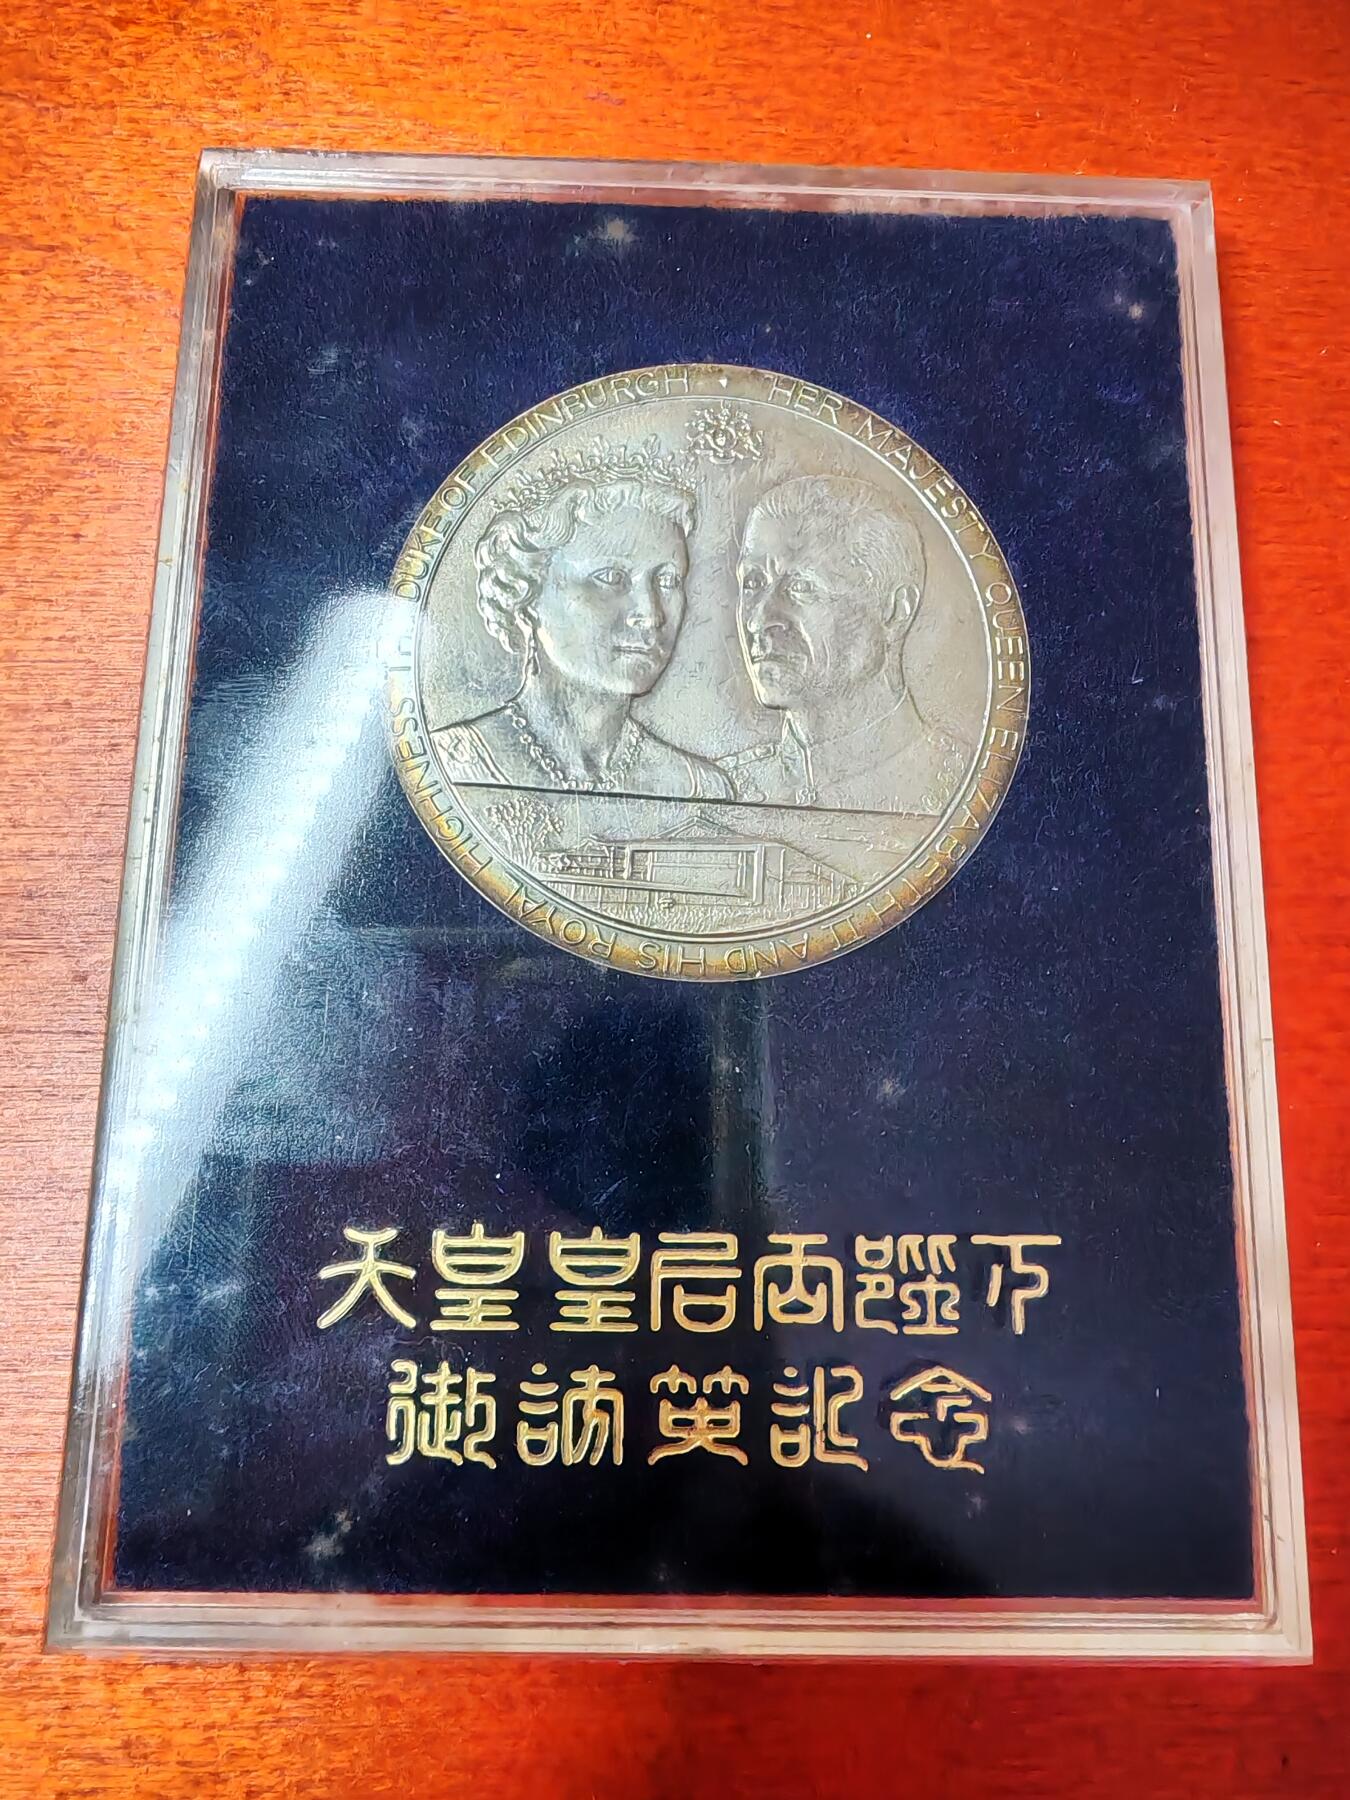 HER MAJESTY QUEEN ELIZABETH II AND HIS ROYAL HIGHNESS THE DUKE OF EDINBURGH
天皇皇后両陛下
御訪英記念